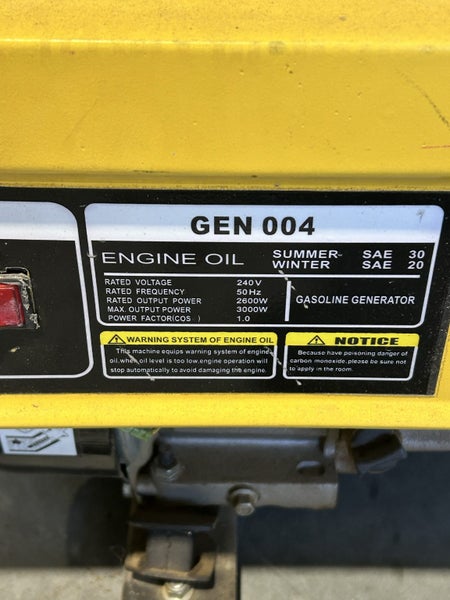 GEN 004
ENGINE OIL
SUMMER- SAE 30
WINTER SAE 20
RATED VOLTAGE 240V
RATED FREQUENCY 50Hz
RATED OUTPUT POWER 2600W
MAX. OUTPUT POWER 3000W
POWER FACTOR(COS ) 1.0
GASOLINE GENERATOR
WARNING SYSTEM OF ENGINE OIL
This machine equips warning system of engine
oil.when oil level is too low,engine operation will
stop automatically to avoid damaging the engine.
NOTICE
Because have poisoning danger of
carbon monoxide.please be sure not
to apply in the room.